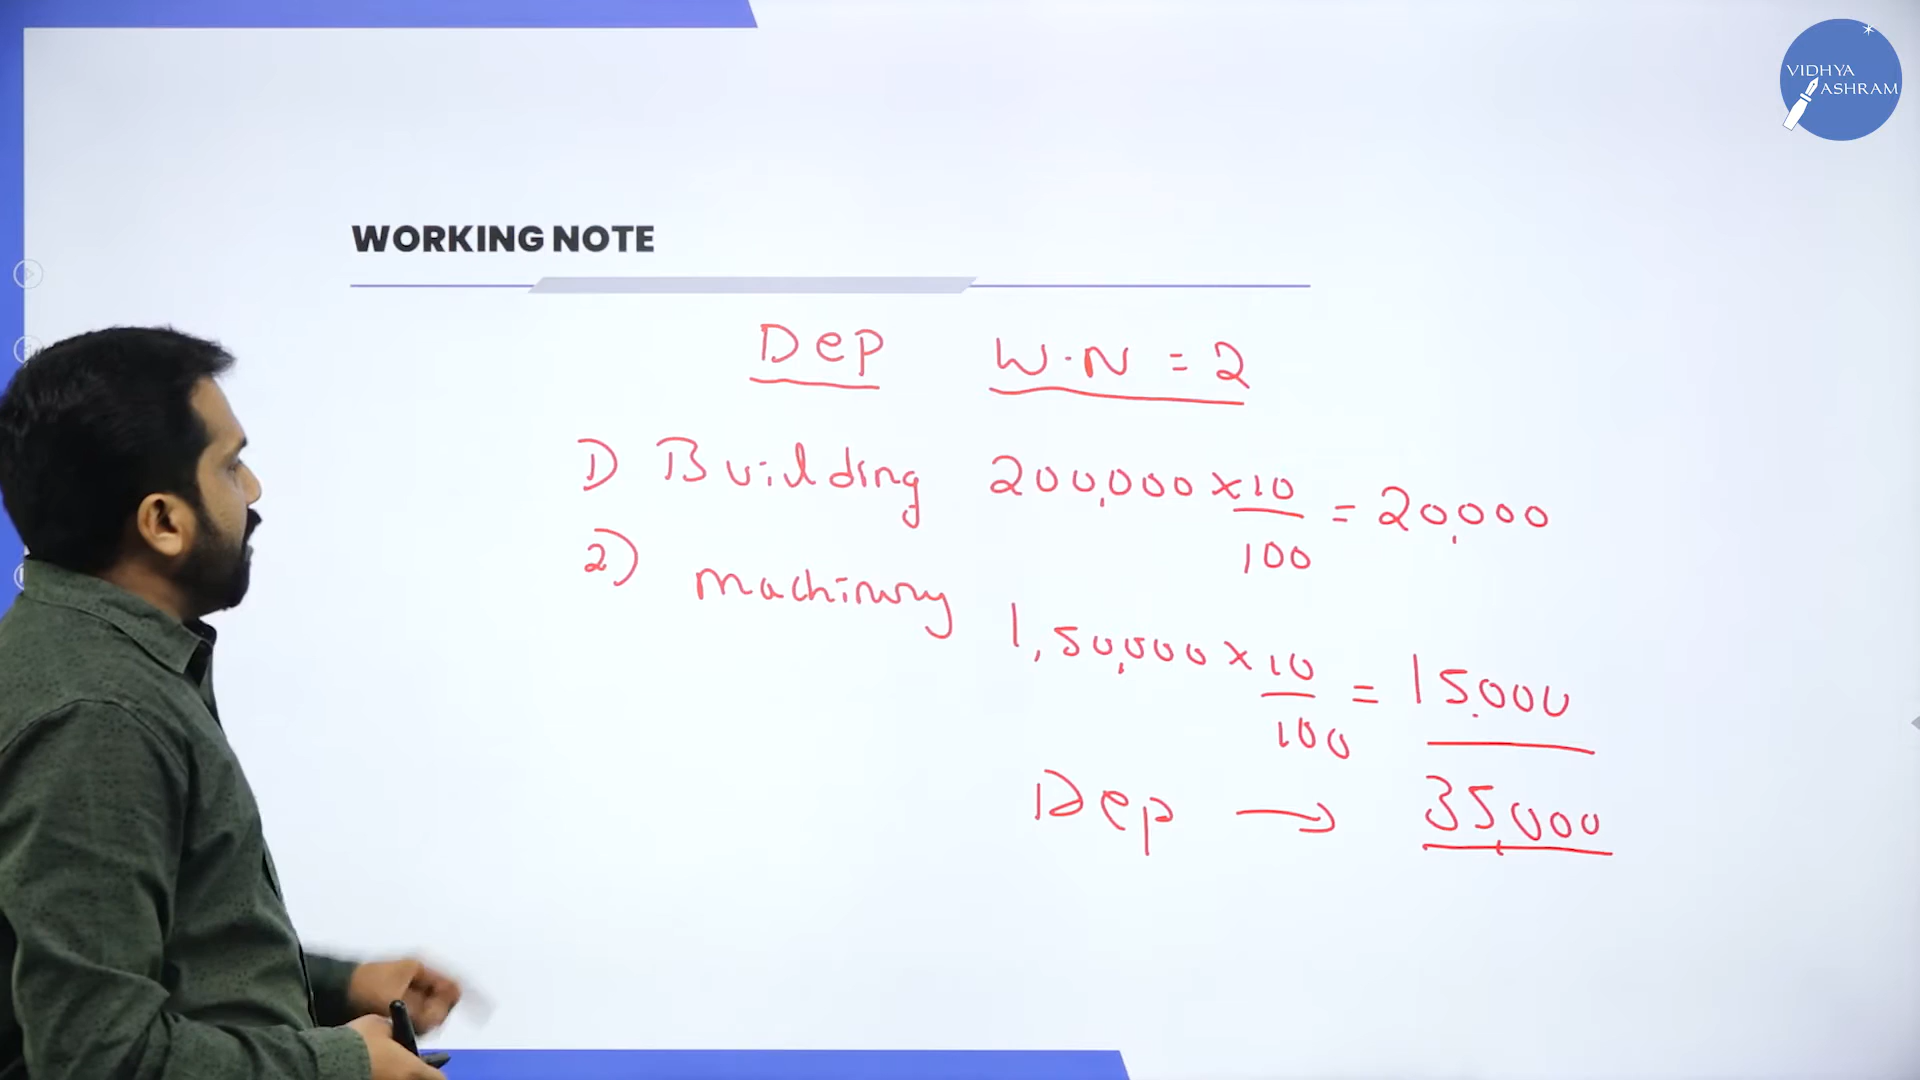 VIDHYA
ASHRAM
WORKING NOTE
Dep W.N = 2
1) Building 200,000 × 10/100 = 20,000
2) machinery 1,50,000 × 10/100 = 15,000
Dep → 35,000